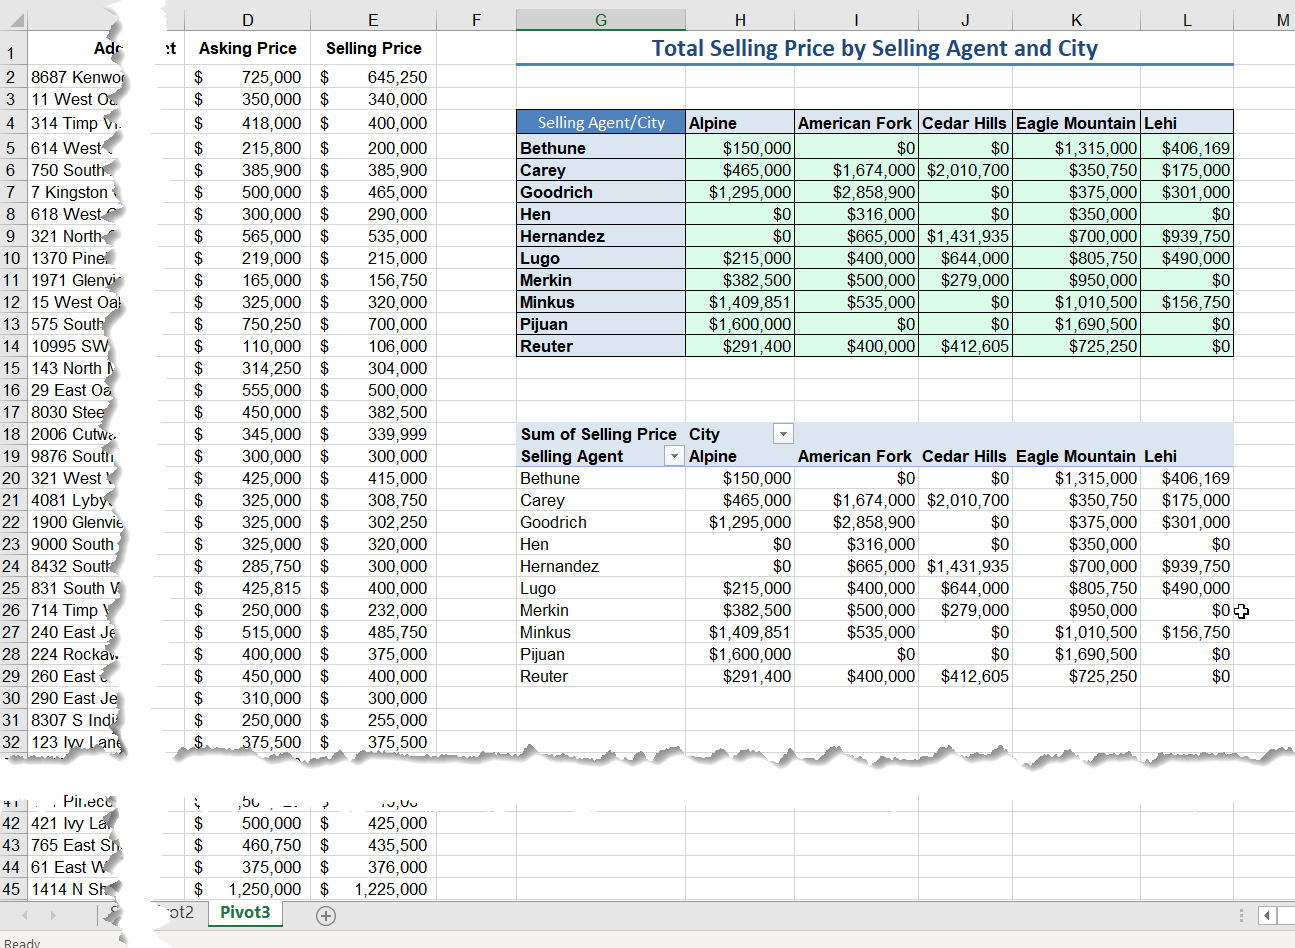 D E F G H I J K L M
1 Asking Price Selling Price Total Selling Price by Selling Agent and City
2 8687 $ 725,000 $ 645,250
3 11 West $ 350,000 $ 340,000
4 314 Timp $ 418,000 $ 400,000 Selling Agent/City Alpine American Fork Cedar Hills Eagle Mountain Lehi
5 614 West $ 215,800 $ 200,000 Bethune $150,000 $0 $0 $1,315,000 $406,169
6 750 South $ 385,900 $ 385,900 Carey $465,000 $1,674,000 $2,010,700 $350,750 $175,000
7 7 Kingston $ 500,000 $ 465,000 Goodrich $1,295,000 $2,858,900 $0 $375,000 $301,000
8 618 West $ 300,000 $ 290,000 Hen $0 $316,000 $0 $350,000 $0
9 321 North $ 565,000 $ 535,000 Hernandez $0 $665,000 $1,431,935 $700,000 $939,750
10 1370 $ 219,000 $ 215,000 Lugo $215,000 $400,000 $644,000 $805,750 $490,000
11 1971 $ 165,000 $ 156,750 Merkin $382,500 $500,000 $279,000 $950,000 $0
12 15 West $ 325,000 $ 320,000 Minkus $1,409,851 $535,000 $0 $1,010,500 $156,750
13 575 South $ 750,250 $ 700,000 Pijuan $1,600,000 $0 $0 $1,690,500 $0
14 10995 SW $ 110,000 $ 106,000 Reuter $291,400 $400,000 $412,605 $725,250 $0
15 143 North $ 314,250 $ 304,000
16 29 East $ 555,000 $ 500,000
17 8030 $ 450,000 $ 382,500
18 2006 $ 345,000 $ 339,999 Sum of Selling Price City
19 9876 South $ 300,000 $ 300,000 Selling Agent Alpine American Fork Cedar Hills Eagle Mountain Lehi
20 321 West $ 425,000 $ 415,000 Bethune $150,000 $0 $0 $1,315,000 $406,169
21 4081 $ 325,000 $ 308,750 Carey $465,000 $1,674,000 $2,010,700 $350,750 $175,000
22 1900 $ 325,000 $ 302,250 Goodrich $1,295,000 $2,858,900 $0 $375,000 $301,000
23 9000 South $ 325,000 $ 320,000 Hen $0 $316,000 $0 $350,000 $0
24 8432 South $ 285,750 $ 300,000 Hernandez $0 $665,000 $1,431,935 $700,000 $939,750
25 831 South $ 425,815 $ 400,000 Lugo $215,000 $400,000 $644,000 $805,750 $490,000
26 714 Timp $ 250,000 $ 232,000 Merkin $382,500 $500,000 $279,000 $950,000 $0
27 240 East $ 515,000 $ 485,750 Minkus $1,409,851 $535,000 $0 $1,010,500 $156,750
28 224 $ 400,000 $ 375,000 Pijuan $1,600,000 $0 $0 $1,690,500 $0
29 260 East $ 450,000 $ 400,000 Reuter $291,400 $400,000 $412,605 $725,250 $0
30 290 East $ 310,000 $ 300,000
31 8307 S $ 250,000 $ 255,000
32 123 Ivy Lane $ 375,500 $ 375,500
42 421 Ivy $ 500,000 $ 425,000
43 765 East $ 460,750 $ 435,500
44 61 East $ 375,000 $ 376,000
45 1414 N $ 1,250,000 $ 1,225,000
Pivot3
Ready